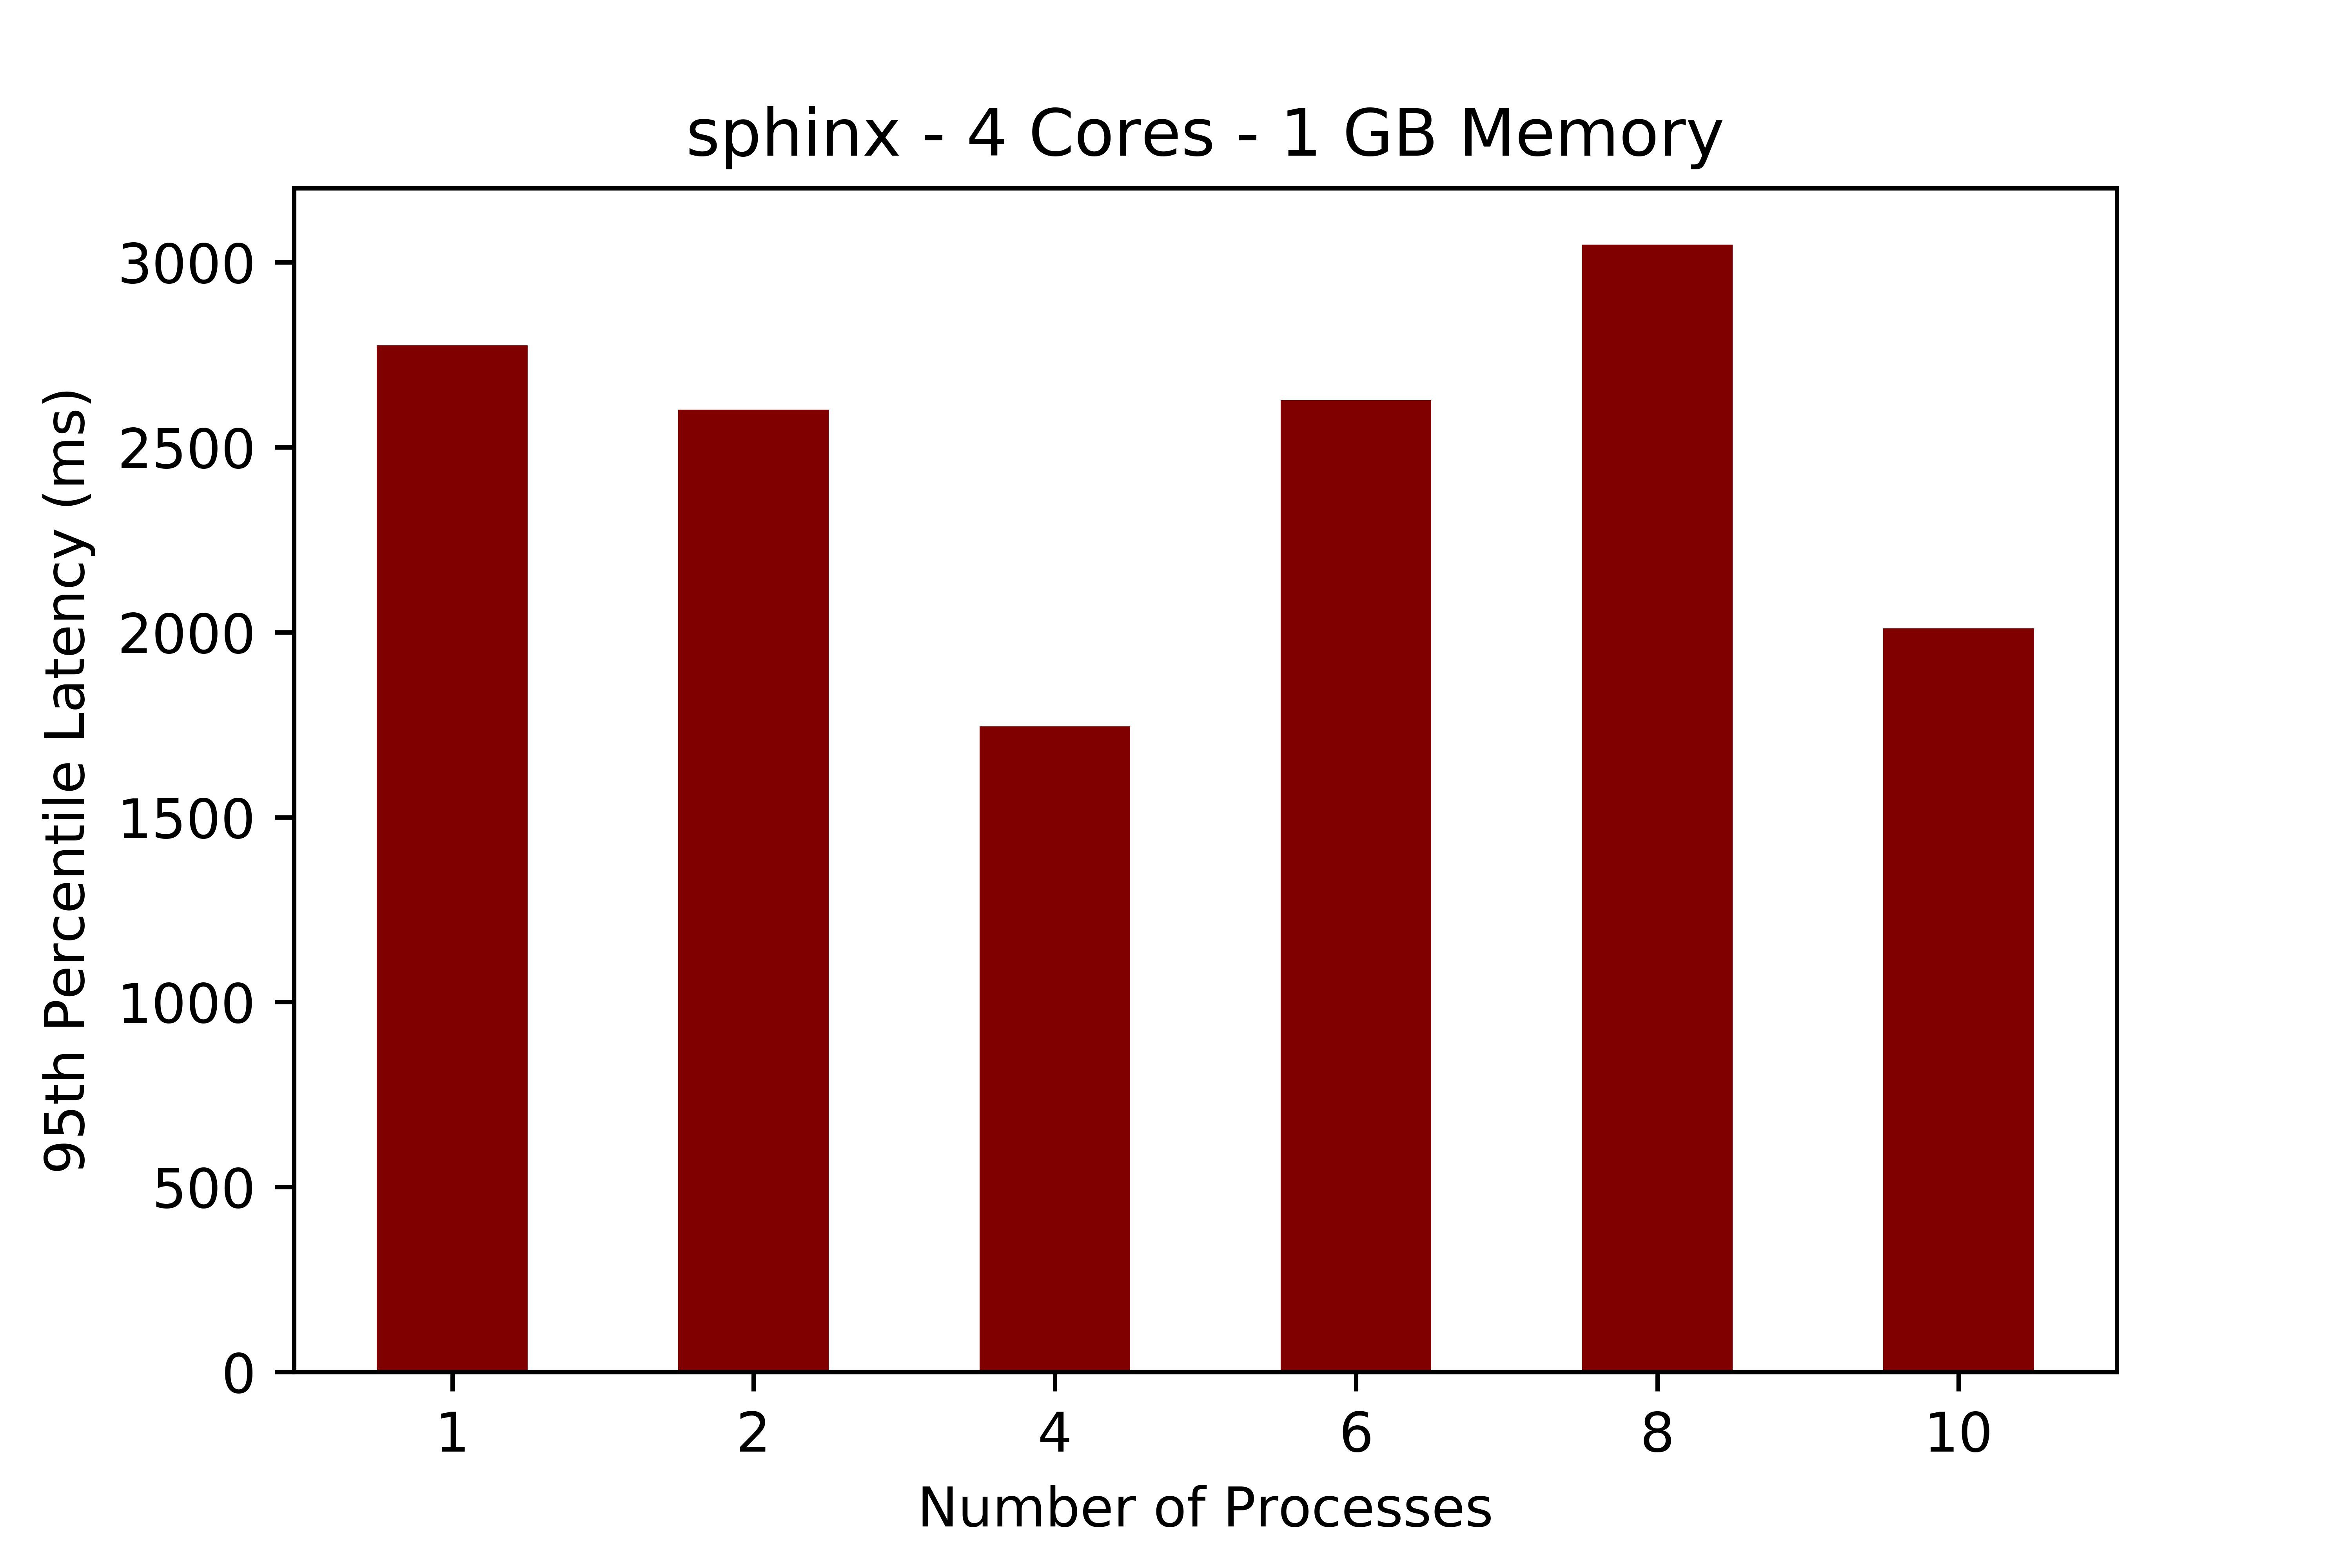 sphinx - 4 Cores - 1 GB Memory
95th Percentile Latency (ms)
3000
2500
2000
1500
1000
500
0
1 2 4 6 8 10
Number of Processes